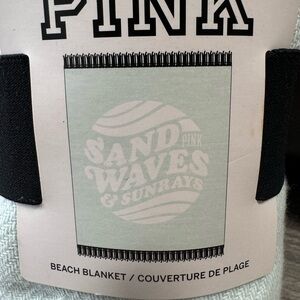 PINK
SAND
PINK
WAVES
& SUNRAYS
BEACH BLANKET / COUVERTURE DE PLAGE